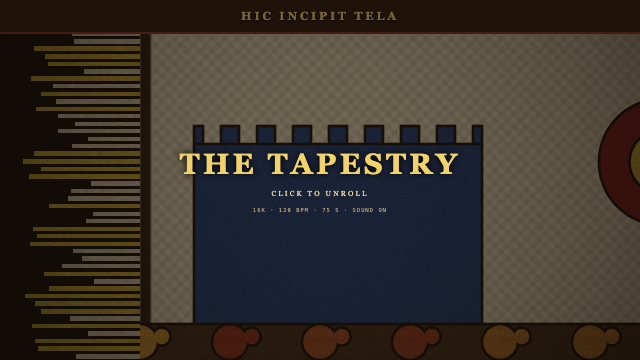 HIC INCIPIT TELA
THE TAPESTRY
CLICK TO UNROLL
16K · 120 BPM · 75 S · SOUND ON